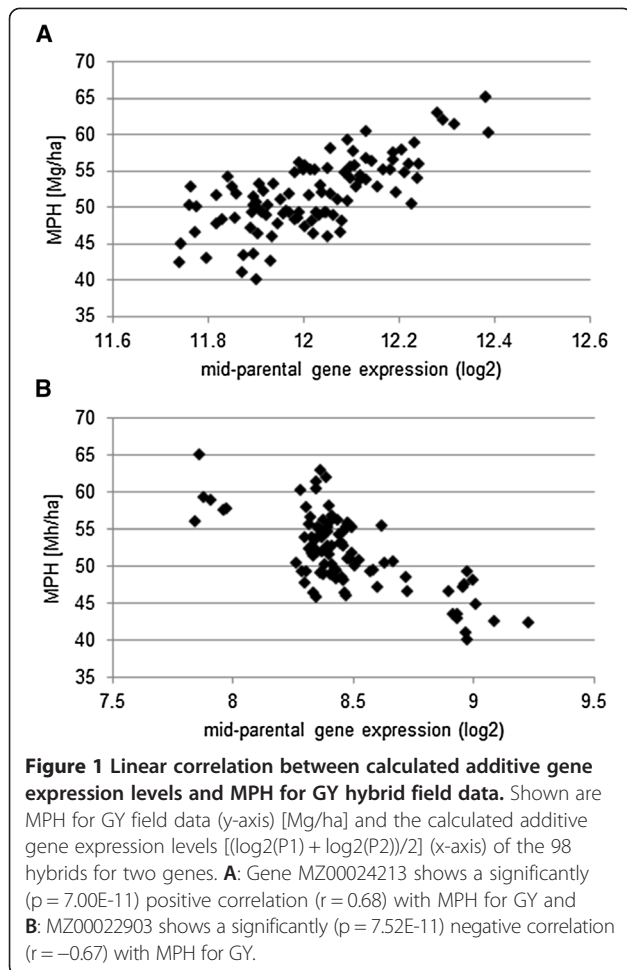 A
MPH [Mg/ha]
70
65
60
55
50
45
40
35
11.6 11.8 12 12.2 12.4 12.6
mid-parental gene expression (log2)
B
MPH [Mh/ha]
70
65
60
55
50
45
40
35
7.5 8 8.5 9 9.5
mid-parental gene expression (log2)
Figure 1 Linear correlation between calculated additive gene
expression levels and MPH for GY hybrid field data. Shown are
MPH for GY field data (y-axis) [Mg/ha] and the calculated additive
gene expression levels [(log2(P1) + log2(P2))/2] (x-axis) of the 98
hybrids for two genes. A: Gene MZ00024213 shows a significantly
(p = 7.00E-11) positive correlation (r = 0.68) with MPH for GY and
B: MZ00022903 shows a significantly (p = 7.52E-11) negative correlation
(r = −0.67) with MPH for GY.